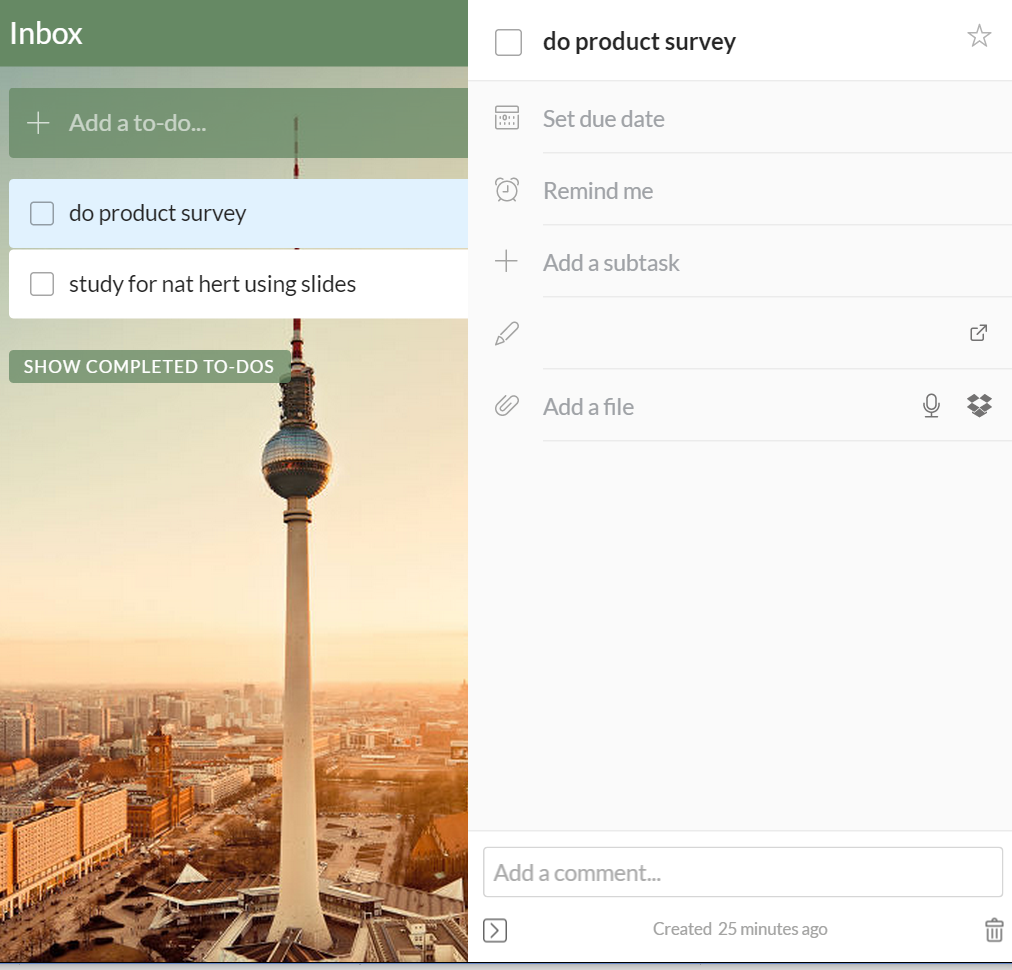 Inbox
Add a to-do...
do product survey
study for nat hert using slides
SHOW COMPLETED TO-DOS
do product survey
Set due date
Remind me
Add a subtask
Add a file
Add a comment...
Created 25 minutes ago